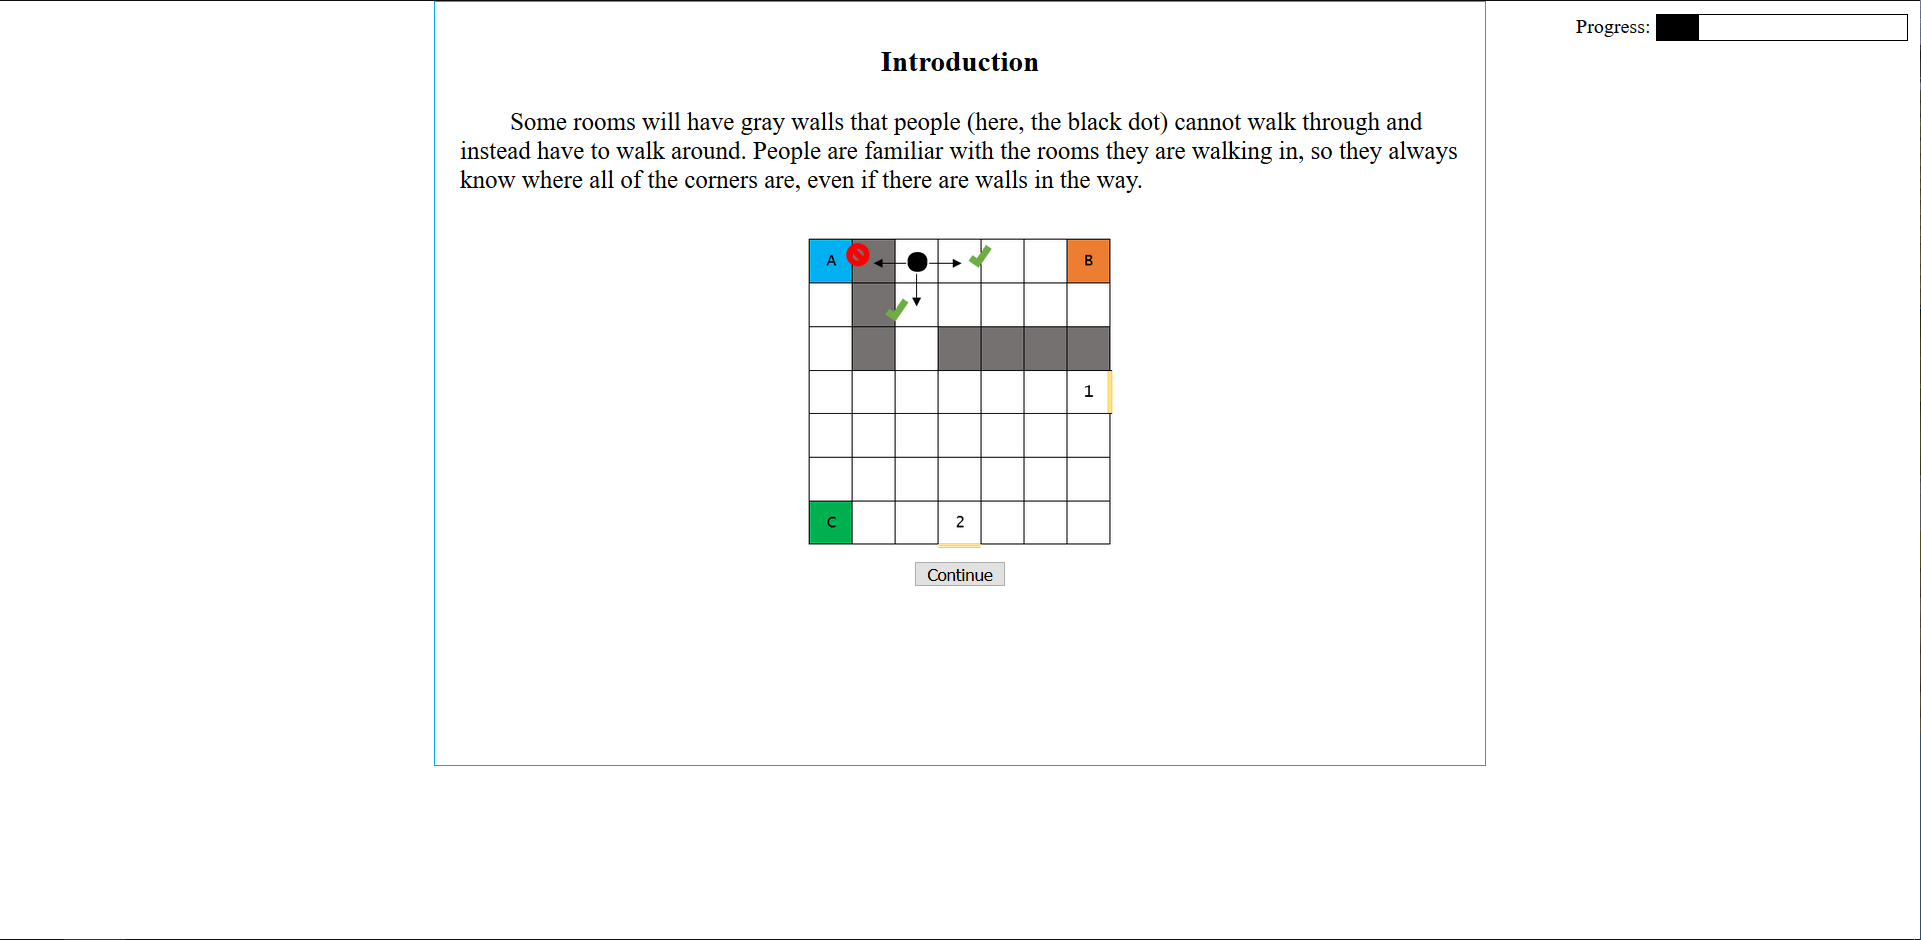 Progress:
Introduction
Some rooms will have gray walls that people (here, the black dot) cannot walk through and
instead have to walk around. People are familiar with the rooms they are walking in, so they always
know where all of the corners are, even if there are walls in the way.
A B
1
C 2
Continue